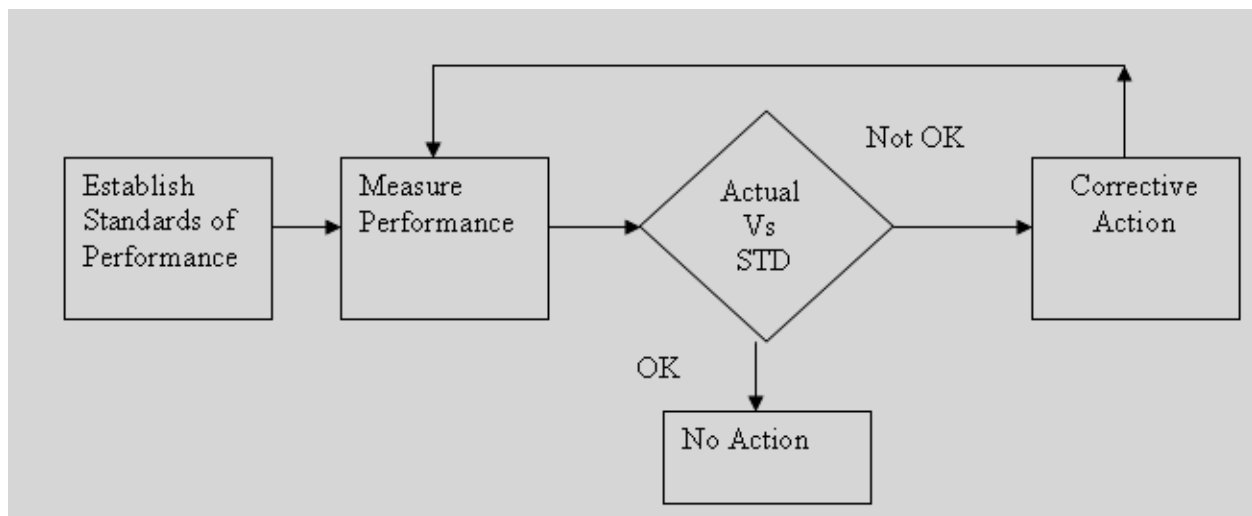 Establish
Standards of
Performance
Measure
Performance
Actual
Vs
STD
Not OK
Corrective
Action
OK
No Action